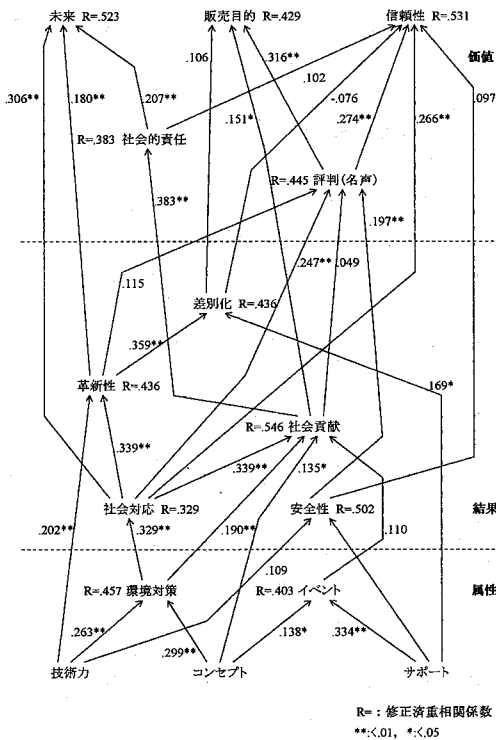 未来 R=.523 販売目的 R=.429 信頼性 R=.531
価値
.106 .316**
.102
.306** .180** .207** -.076 .097
.151* .274** .266**
R=.383 社会的責任
R=.445 評判(名声)
.383**
.197**
.247** .049
.115
差別化 R=.436
.359**
革新性 R=.436
.169*
R=.546 社会貢献
.339** .339** .135*
社会対応 R=.329 安全性 R=.502 結果
.202** .329** .190** .110
.109
R=.457 環境対策 R=.403 イベント 属性
.263** .138* .334**
.299**
技術力 コンセプト サポート
R=：修正済重相関係数
**:<.01, *:<.05